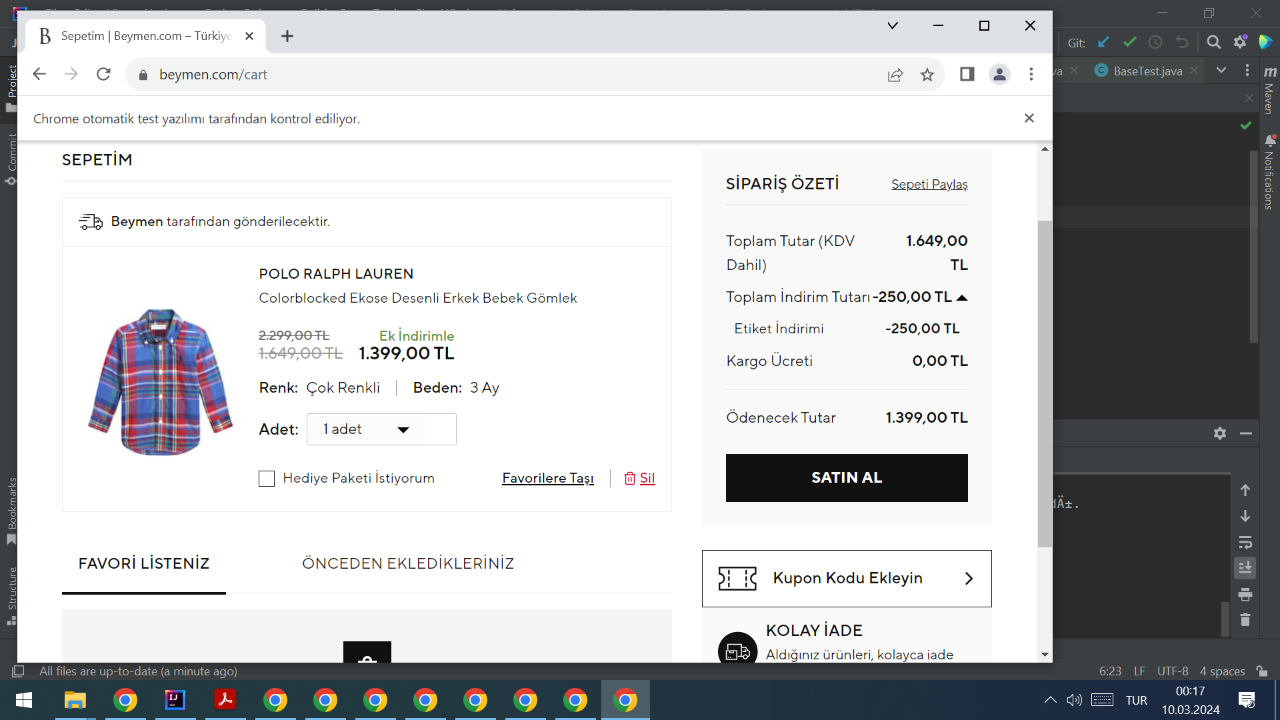 B Sepetim | Beymen.com – Türkiye
beymen.com/cart
Chrome otomatik test yazılımı tarafından kontrol ediliyor.
SEPETİM
Beymen tarafından gönderilecektir.
POLO RALPH LAUREN
Colorblocked Ekose Desenli Erkek Bebek Gömlek
2.299,00 TL Ek İndirimle
1.649,00 TL 1.399,00 TL
Renk: Çok Renkli Beden: 3 Ay
Adet: 1 adet
Hediye Paketi İstiyorum Favorilere Taşı Sil
FAVORİ LİSTENİZ ÖNCEDEN EKLEDİKLERİNİZ
SİPARİŞ ÖZETİ Sepeti Paylaş
Toplam Tutar (KDV Dahil) 1.649,00 TL
Toplam İndirim Tutarı -250,00 TL
Etiket İndirimi -250,00 TL
Kargo Ücreti 0,00 TL
Ödenecek Tutar 1.399,00 TL
SATIN AL
Kupon Kodu Ekleyin
KOLAY İADE
Aldığınız ürünleri, kolayca iade
Project
Commit
Bookmarks
Structure
Git:
BaseTest.java
Maven
Notifications
All files are up-to-date (a minute ago)
6:23 LF UTF-8 4 spaces
TUR
00:17
10.03.2024